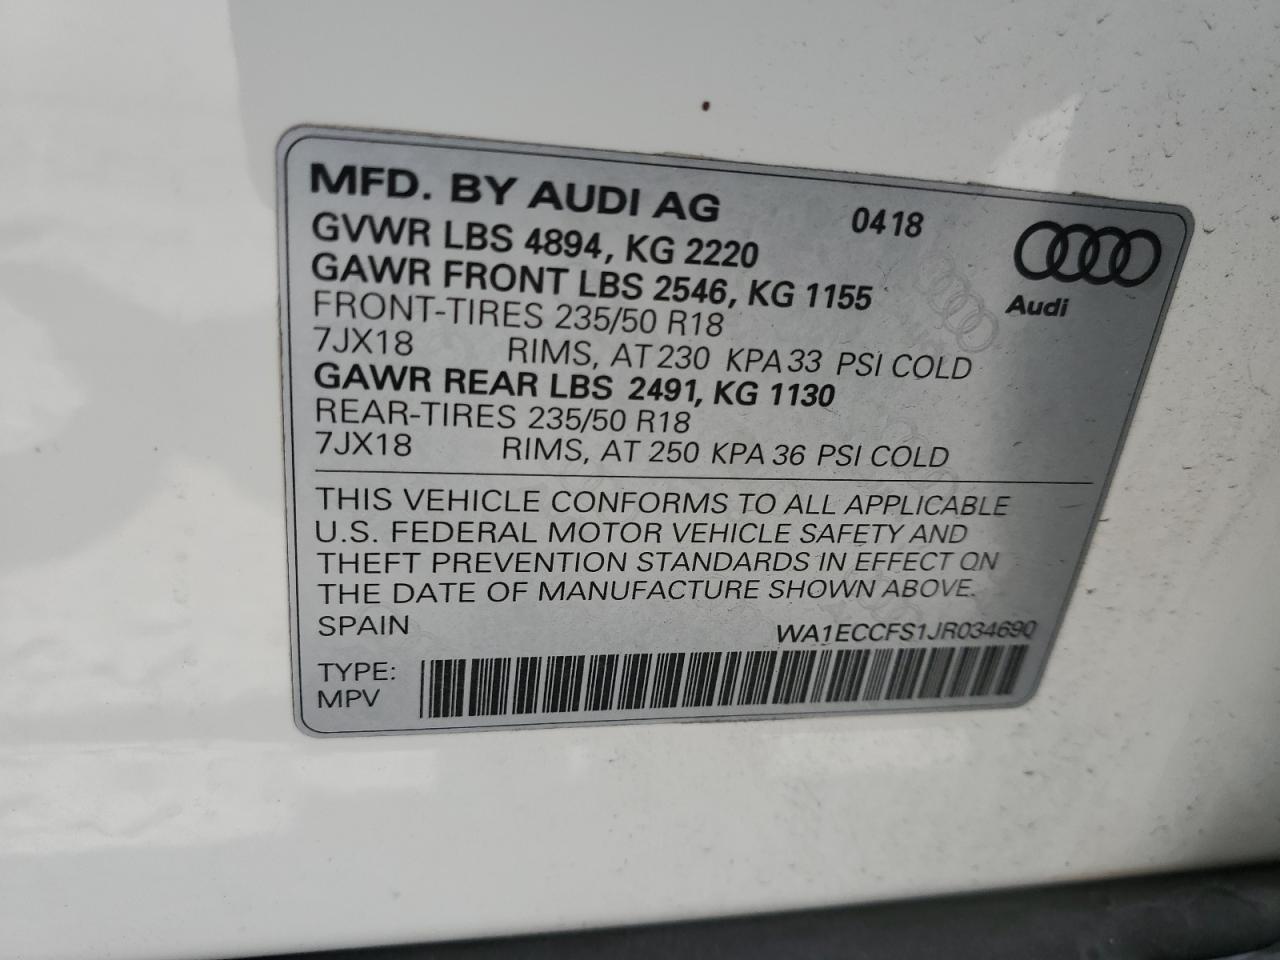 MFD. BY AUDI AG 0418
GVWR LBS 4894, KG 2220
GAWR FRONT LBS 2546, KG 1155
Audi
FRONT-TIRES 235/50 R18
7JX18 RIMS, AT 230 KPA 33 PSI COLD
GAWR REAR LBS 2491, KG 1130
REAR-TIRES 235/50 R18
7JX18 RIMS, AT 250 KPA 36 PSI COLD
THIS VEHICLE CONFORMS TO ALL APPLICABLE
U.S. FEDERAL MOTOR VEHICLE SAFETY AND
THEFT PREVENTION STANDARDS IN EFFECT ON
THE DATE OF MANUFACTURE SHOWN ABOVE.
SPAIN WA1ECCFS1JR034690
TYPE:
MPV